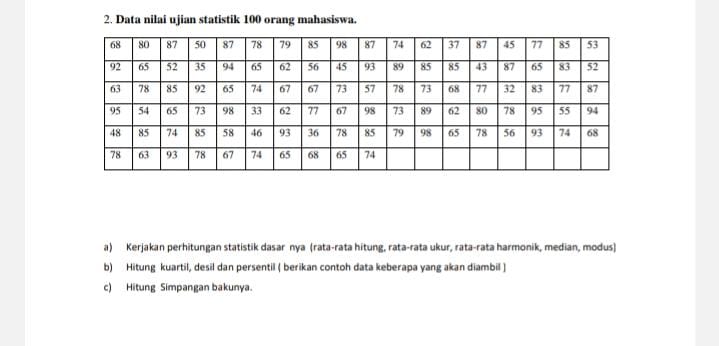 2. Data nilai ujian statistik 100 orang mahasiswa.
68 80 87 50 87 78 79 85 98 87 74 62 37 87 45 77 85 53
92 65 52 35 94 65 62 56 45 93 89 85 85 43 87 65 83 52
63 78 85 92 65 74 67 67 73 57 78 73 68 77 32 83 77 87
95 54 65 73 98 33 62 77 67 98 73 89 62 80 78 95 55 94
48 85 74 85 58 46 93 36 78 85 79 98 65 78 56 93 74 68
78 63 93 78 67 74 65 68 65 74
a) Kerjakan perhitungan statistik dasar nya (rata-rata hitung, rata-rata ukur, rata-rata harmonik, median, modus)
b) Hitung kuartil, desil dan persentil ( berikan contoh data keberapa yang akan diambil )
c) Hitung Simpangan bakunya.